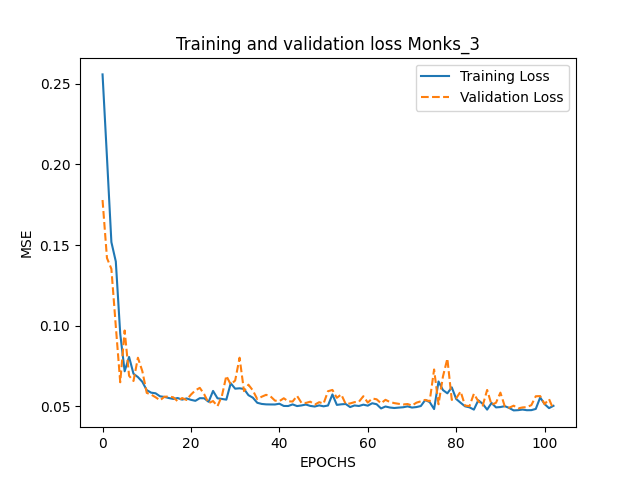 Training and validation loss Monks_3
Training Loss
Validation Loss
0.25
0.20
0.15
0.10
0.05
MSE
0
20
40
60
80
100
EPOCHS